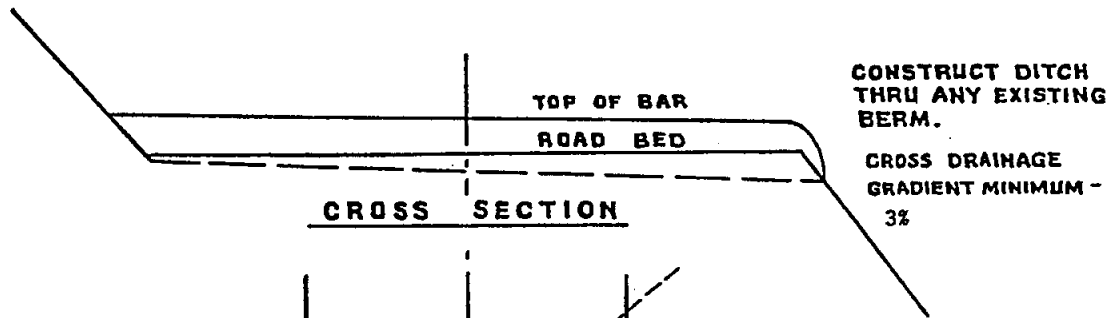 TOP OF BAR
ROAD BED
CROSS SECTION
CONSTRUCT DITCH
THRU ANY EXISTING
BERM.
CROSS DRAINAGE
GRADIENT MINIMUM -
3%